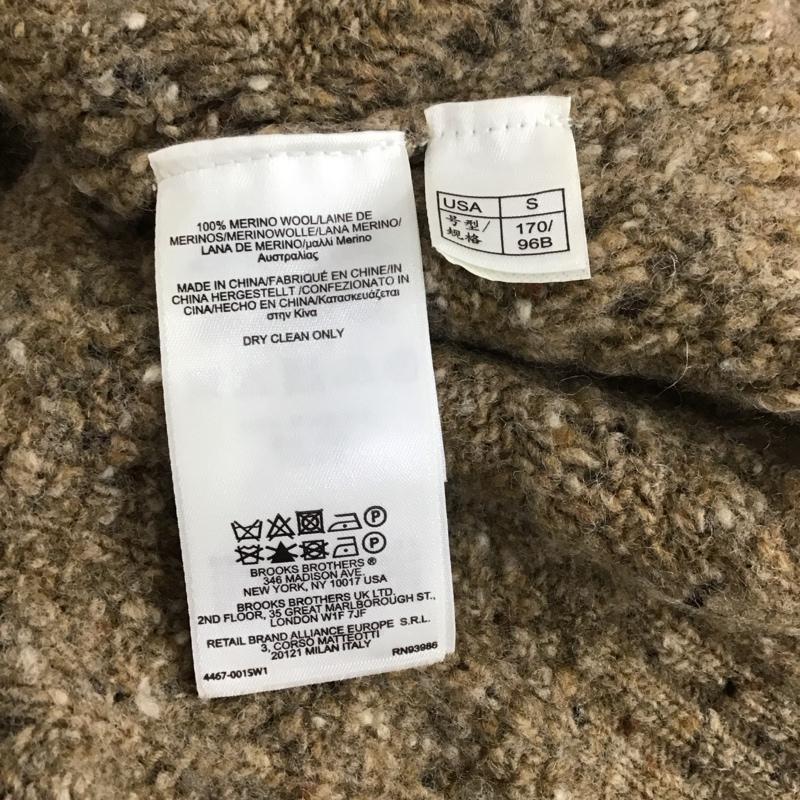 100% MERINO WOOL/LAINE DE
MERINOS/MERINOWOLLE/LANA MERINO/
LANA DE MERINO/μαλλί Merino
Αυστραλίας
MADE IN CHINA/FABRIQUÉ EN CHINE/IN
CHINA HERGESTELLT /CONFEZIONATO IN
CINA/HECHO EN CHINA/Κατασκευάζεται
στην Κίνα
DRY CLEAN ONLY
P
P
BROOKS BROTHERS ®
346 MADISON AVE.
NEW YORK, NY 10017 USA
BROOKS BROTHERS UK LTD.
2ND FLOOR, 35 GREAT MARLBOROUGH ST.,
LONDON W1F 7JF
RETAIL BRAND ALLIANCE EUROPE S.R.L.
3, CORSO MATTEOTTI
20121 MILAN ITALY
RN93986
4467-001SW1
USA S
号型/ 170/
规格 96B